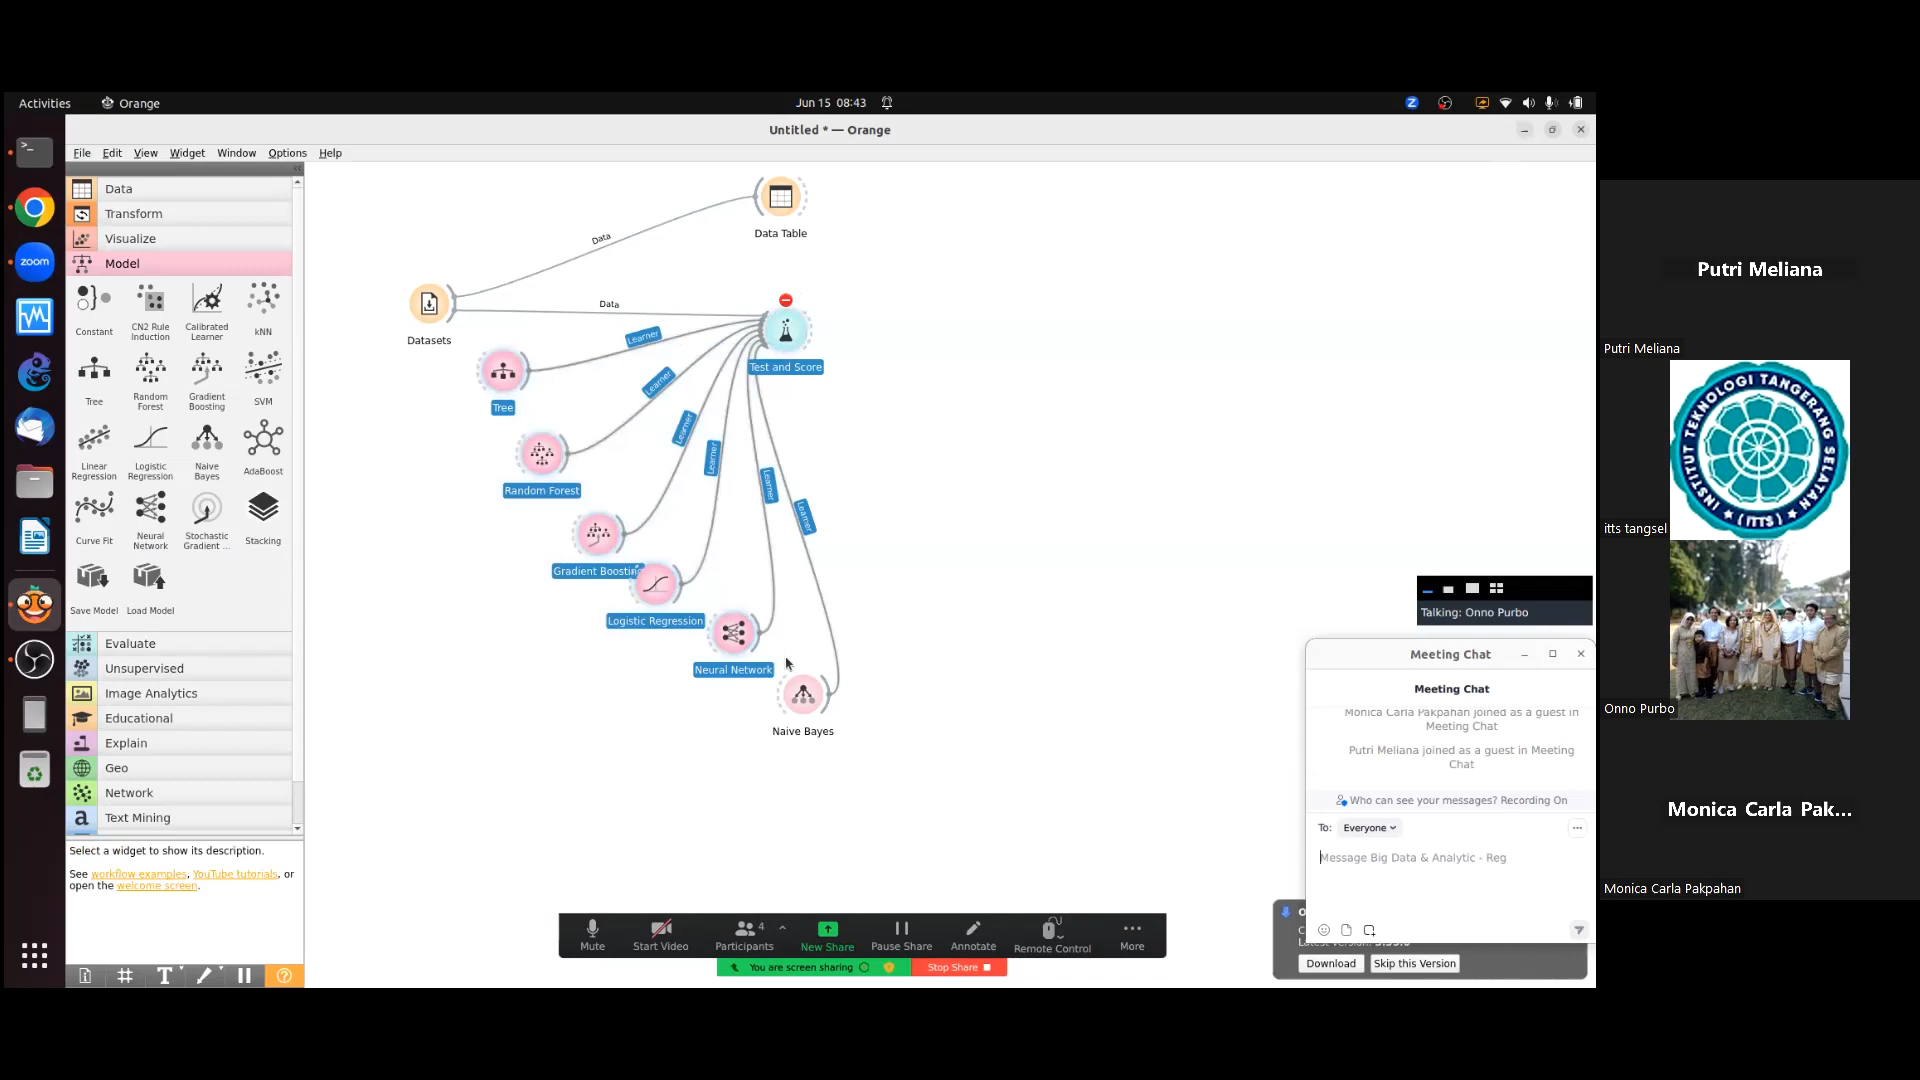 Activities
Orange
Jun 15 08:43
Untitled * — Orange
File Edit View Widget Window Options Help
Data
Transform
Visualize
Model
Constant
CN2 Rule Induction
Calibrated Learner
kNN
Tree
Random Forest
Gradient Boosting
SVM
Linear Regression
Logistic Regression
Naive Bayes
AdaBoost
Curve Fit
Neural Network
Stochastic Gradient ...
Stacking
Save Model
Load Model
Evaluate
Unsupervised
Image Analytics
Educational
Explain
Geo
Network
Text Mining
Select a widget to show its description.
See workflow examples, YouTube tutorials, or
open the welcome screen.
Data
Data Table
Datasets
Data
Test and Score
Learner
Tree
Learner
Random Forest
Learner
Gradient Boosting
Learner
Logistic Regression
Learner
Neural Network
Learner
Naive Bayes
Talking: Onno Purbo
Meeting Chat
Meeting Chat
Monica Carla Pakpahan joined as a guest in
Meeting Chat
Putri Meliana joined as a guest in Meeting
Chat
Who can see your messages? Recording On
To: Everyone
Message Big Data & Analytic - Reg
Download
Skip this Version
Mute
Start Video
4
Participants
New Share
Pause Share
Annotate
Remote Control
More
You are screen sharing
Stop Share
zoom
Putri Meliana
Putri Meliana
INSTITUT TEKNOLOGI TANGERANG SELATAN
(ITTS)
itts tangsel
Onno Purbo
Monica Carla Pak...
Monica Carla Pakpahan